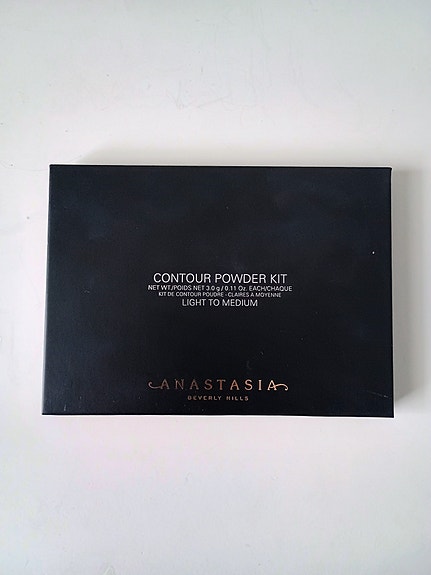 CONTOUR POWDER KIT
NET WT./POIDS NET 3.0 g / 0.11 Oz. EACH/CHAQUE
KIT DE CONTOUR POUDRE - CLAIRES A MOYENNE
LIGHT TO MEDIUM
ANASTASIA
BEVERLY HILLS